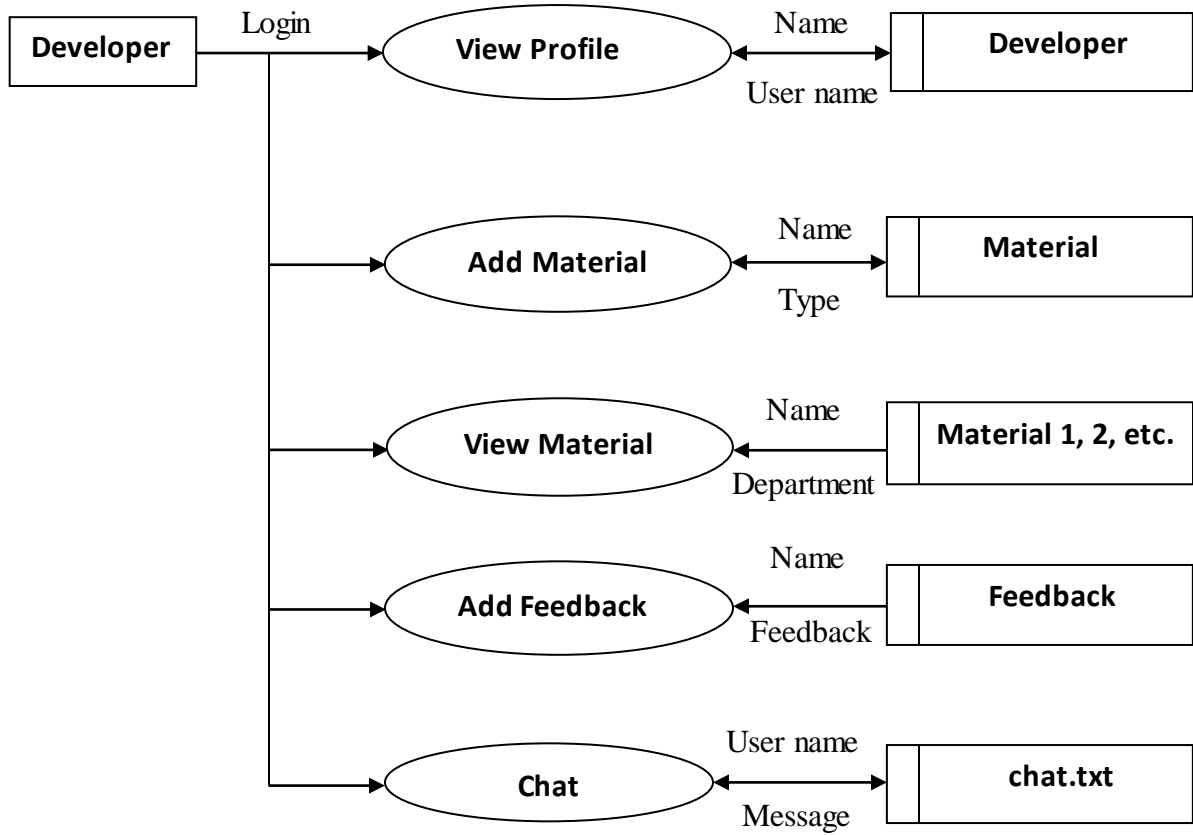 Developer
Login
View Profile
Name
User name
Developer
Add Material
Name
Type
Material
View Material
Name
Department
Material 1, 2, etc.
Add Feedback
Name
Feedback
Feedback
Chat
User name
Message
chat.txt